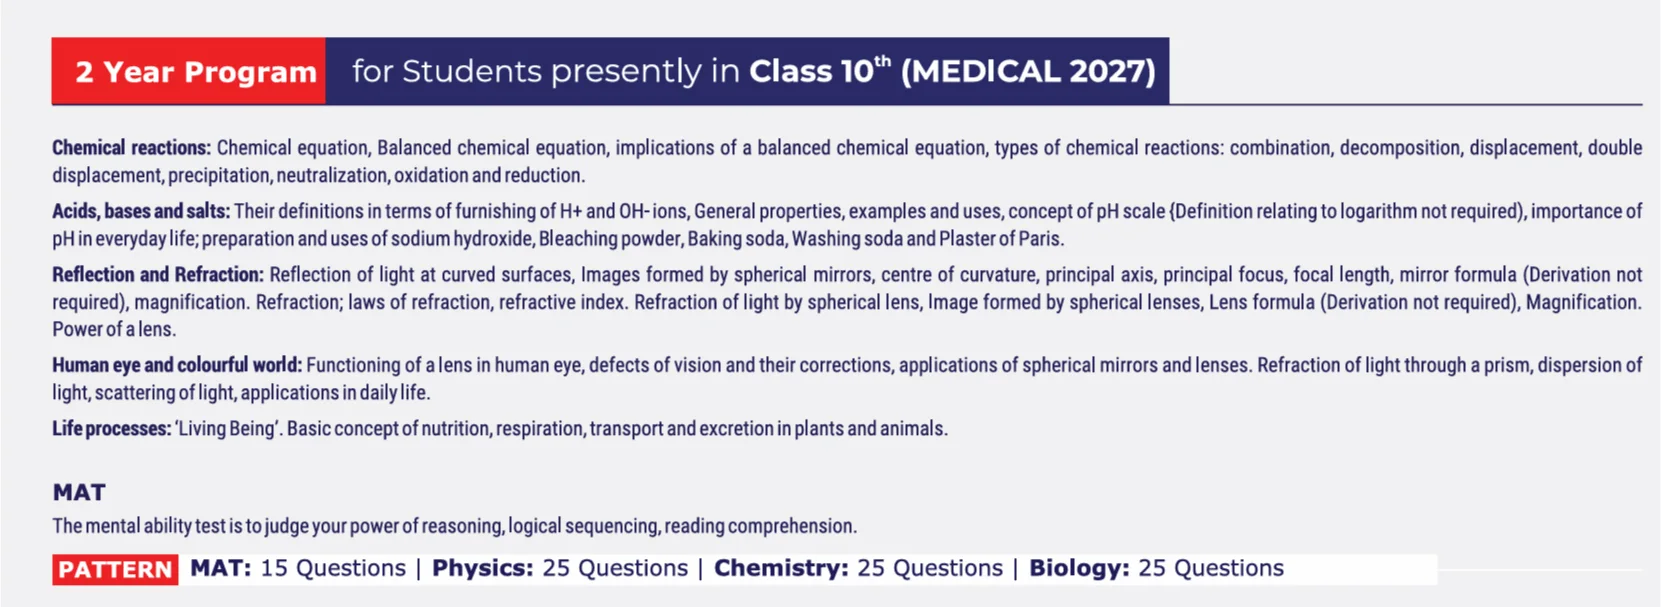 2 Year Program for Students presently in Class 10th (MEDICAL 2027)
Chemical reactions: Chemical equation, Balanced chemical equation, implications of a balanced chemical equation, types of chemical reactions: combination, decomposition, displacement, double
displacement, precipitation, neutralization, oxidation and reduction.
Acids, bases and salts: Their definitions in terms of furnishing of H+ and OH- ions, General properties, examples and uses, concept of pH scale {Definition relating to logarithm not required), importance of
pH in everyday life; preparation and uses of sodium hydroxide, Bleaching powder, Baking soda, Washing soda and Plaster of Paris.
Reflection and Refraction: Reflection of light at curved surfaces, Images formed by spherical mirrors, centre of curvature, principal axis, principal focus, focal length, mirror formula (Derivation not
required), magnification. Refraction; laws of refraction, refractive index. Refraction of light by spherical lens, Image formed by spherical lenses, Lens formula (Derivation not required), Magnification.
Power of a lens.
Human eye and colourful world: Functioning of a lens in human eye, defects of vision and their corrections, applications of spherical mirrors and lenses. Refraction of light through a prism, dispersion of
light, scattering of light, applications in daily life.
Life processes: ‘Living Being’. Basic concept of nutrition, respiration, transport and excretion in plants and animals.
MAT
The mental ability test is to judge your power of reasoning, logical sequencing, reading comprehension.
PATTERN MAT: 15 Questions | Physics: 25 Questions | Chemistry: 25 Questions | Biology: 25 Questions